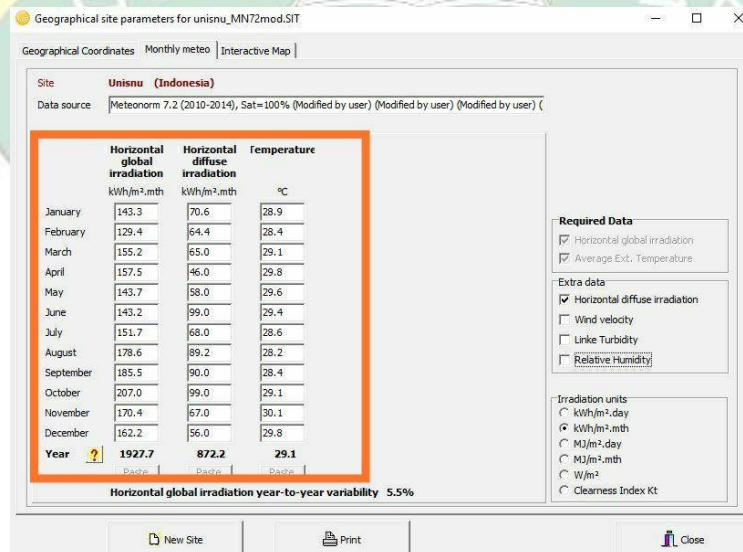 Geographical site parameters for unisnu_MN72mod.SIT
Geographical Coordinates Monthly meteo Interactive Map
Site Unisnu (Indonesia)
Data source Meteonorm 7.2 (2010-2014), Sat=100% (Modified by user) (Modified by user) (Modified by user) (
Horizontal global irradiation Horizontal diffuse irradiation Temperature
kWh/m².mth kWh/m².mth °C
January 143.3 70.6 28.9
February 129.4 64.4 28.4
March 155.2 65.0 29.1
April 157.5 46.0 29.8
May 143.7 58.0 29.6
June 143.2 99.0 29.4
July 151.7 68.0 28.6
August 178.6 89.2 28.2
September 185.5 90.0 28.4
October 207.0 99.0 29.1
November 170.4 67.0 30.1
December 162.2 56.0 29.8
Year ? 1927.7 872.2 29.1
Paste Paste Paste
Horizontal global irradiation year-to-year variability 5.5%
Required Data
Horizontal global irradiation
Average Ext. Temperature
Extra data
Horizontal diffuse irradiation
Wind velocity
Linke Turbidity
Relative Humidity
Irradiation units
kWh/m².day
kWh/m².mth
MJ/m².day
MJ/m².mth
W/m²
Clearness Index Kt
New Site Print Close